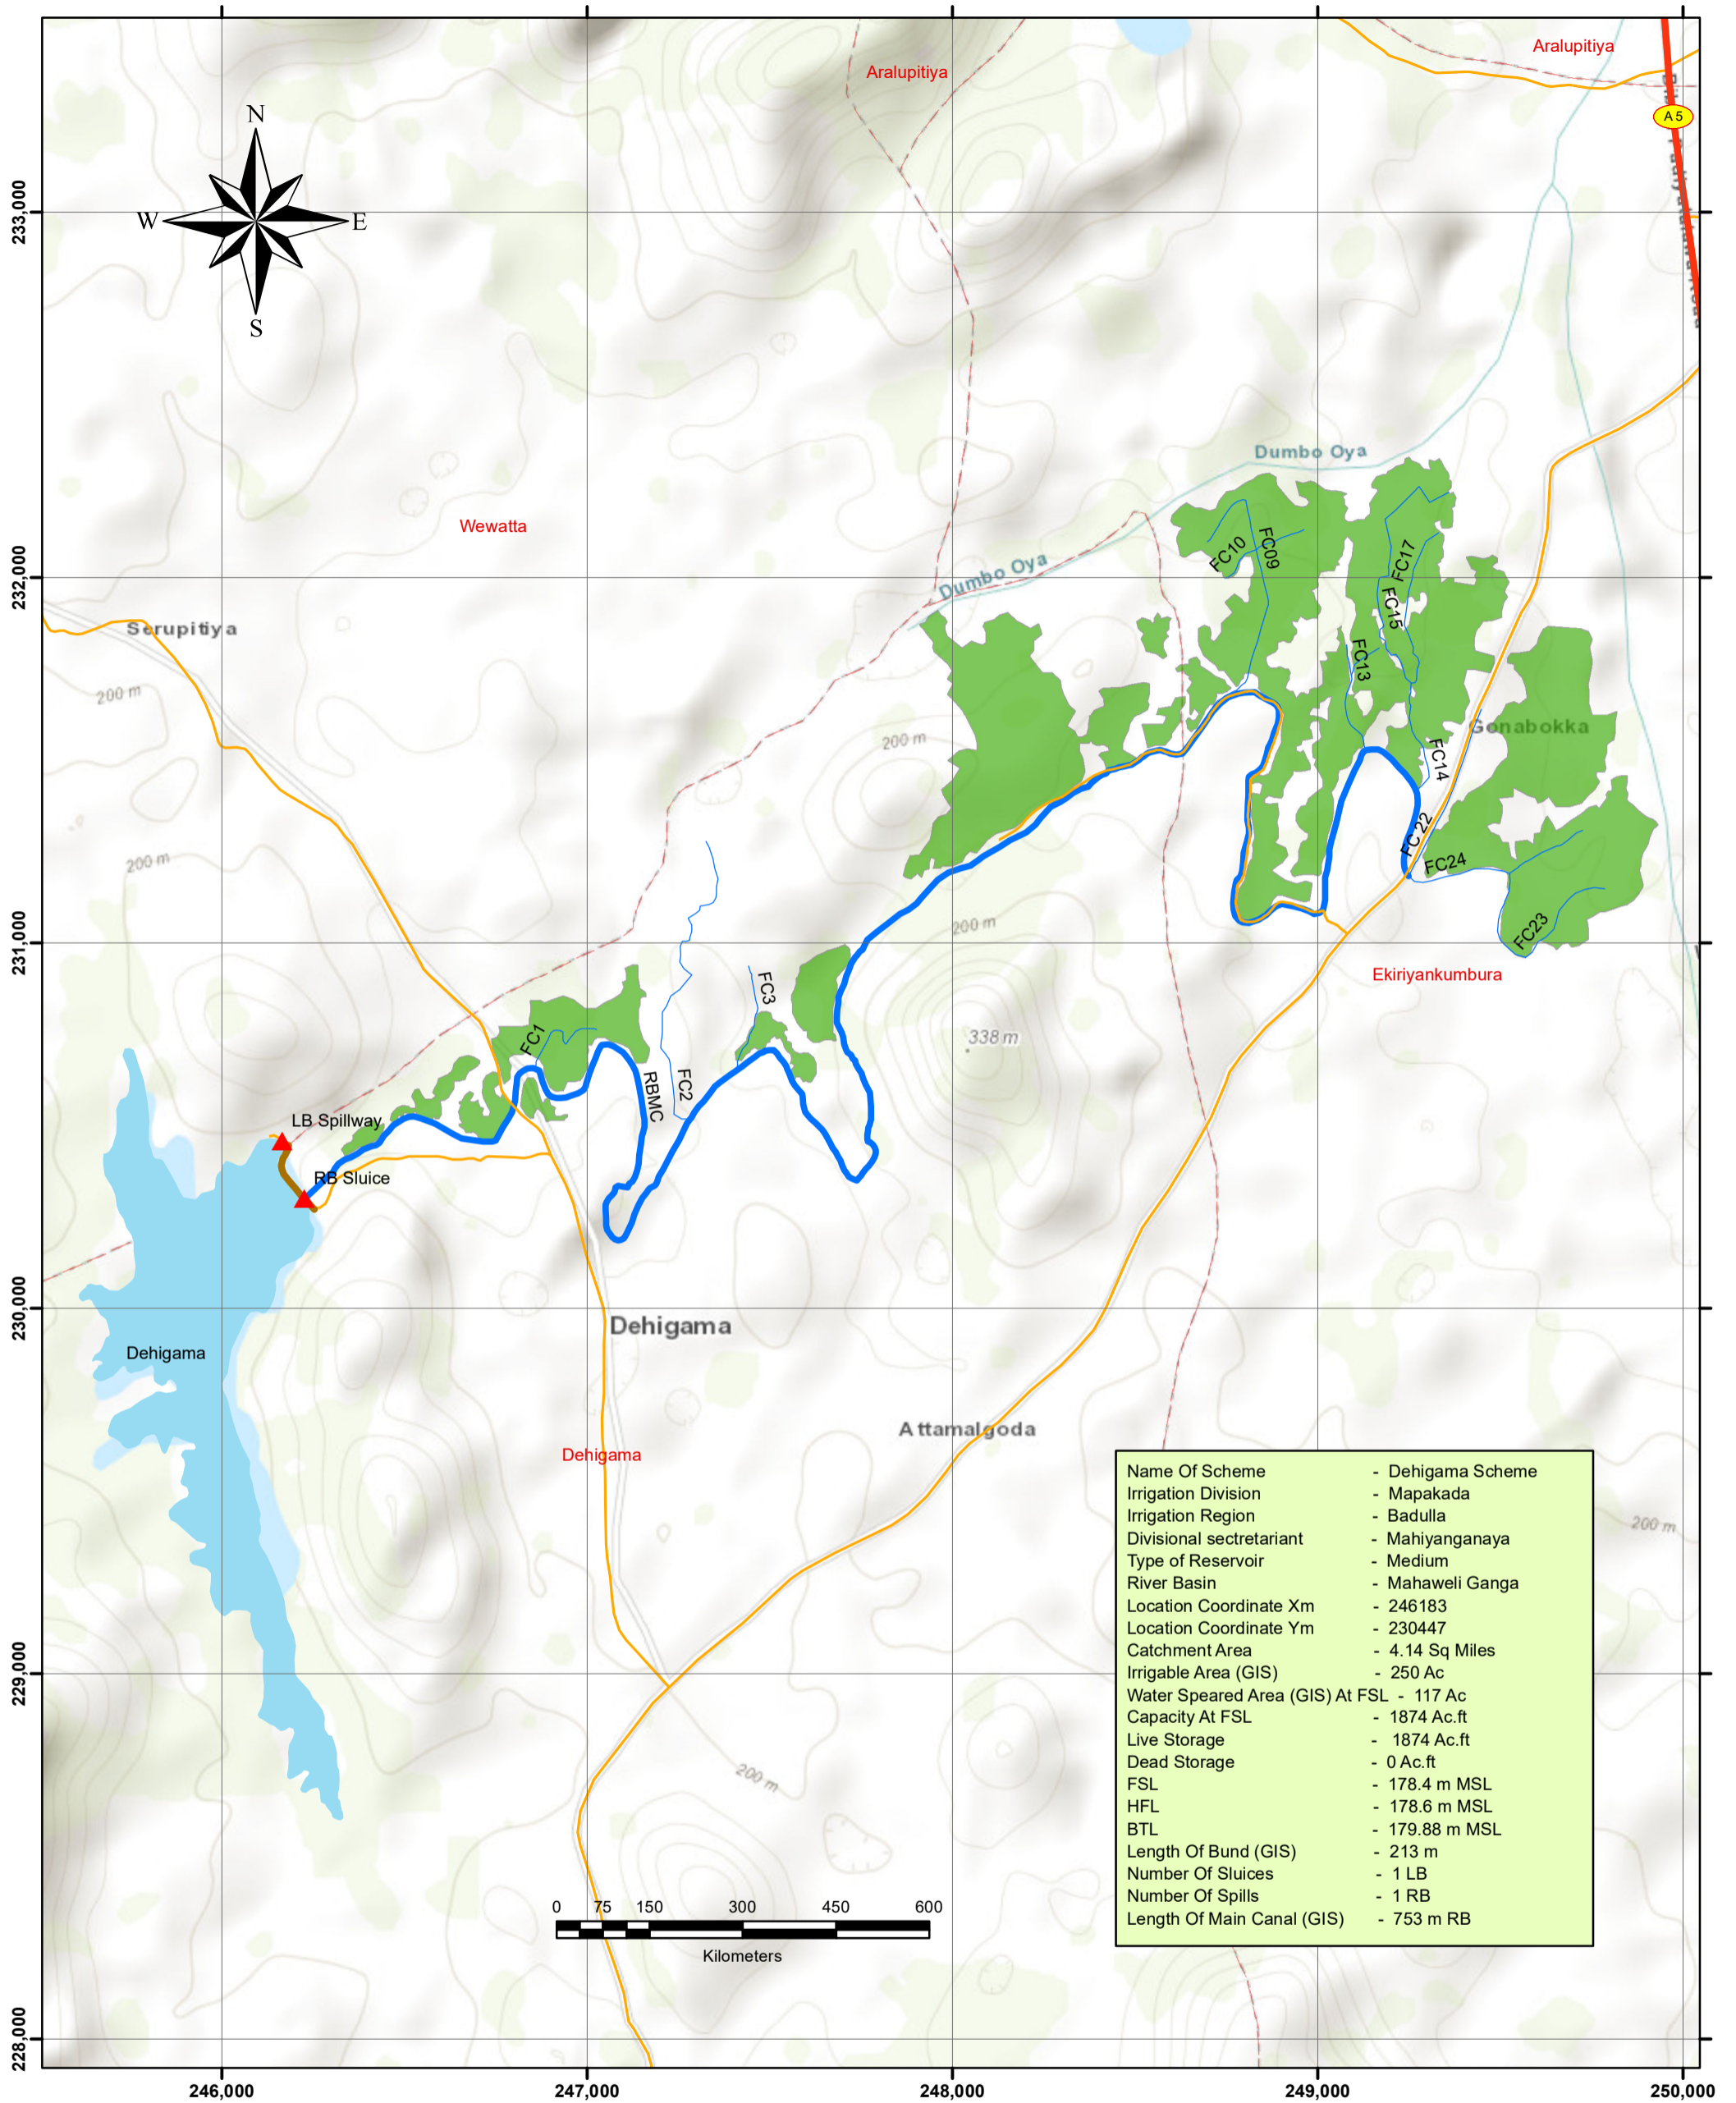 Aralupitiya
Aralupitiya
A 5
N
W
E
S
233,000
Dumbo Oya
Wewatta
FC10
FC09
FC17
Dumbo Oya
232,000
FC15
Serupitiya
FC13
200 m
Gonabokka
200 m
FC14
FC 22
200 m
FC24
200 m
FC23
231,000
Ekiriyankumbura
FC3
FC1
338 m
RBMC
FC2
LB Spillway
RB Sluice
230,000
Dehigama
Dehigama
Attamalgoda
Dehigama
Name Of Scheme - Dehigama Scheme
Irrigation Division - Mapakada
Irrigation Region - Badulla
Divisional sectretariant - Mahiyanganaya
Type of Reservoir - Medium
River Basin - Mahaweli Ganga
Location Coordinate Xm - 246183
Location Coordinate Ym - 230447
Catchment Area - 4.14 Sq Miles
Irrigable Area (GIS) - 250 Ac
Water Speared Area (GIS) At FSL - 117 Ac
Capacity At FSL - 1874 Ac.ft
Live Storage - 1874 Ac.ft
Dead Storage - 0 Ac.ft
FSL - 178.4 m MSL
HFL - 178.6 m MSL
BTL - 179.88 m MSL
Length Of Bund (GIS) - 213 m
Number Of Sluices - 1 LB
Number Of Spills - 1 RB
Length Of Main Canal (GIS) - 753 m RB
200 m
229,000
200 m
0 75 150 300 450 600
Kilometers
228,000
246,000 247,000 248,000 249,000 250,000